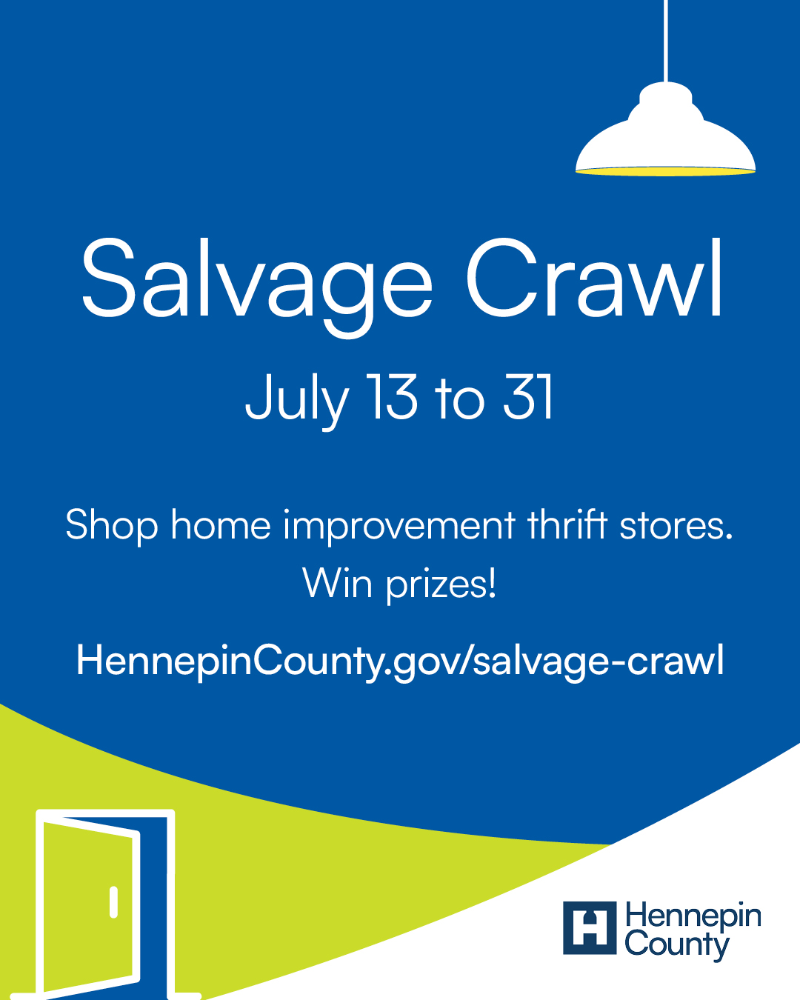 Salvage Crawl
July 13 to 31
Shop home improvement thrift stores.
Win prizes!
HennepinCounty.gov/salvage-crawl
Hennepin
County